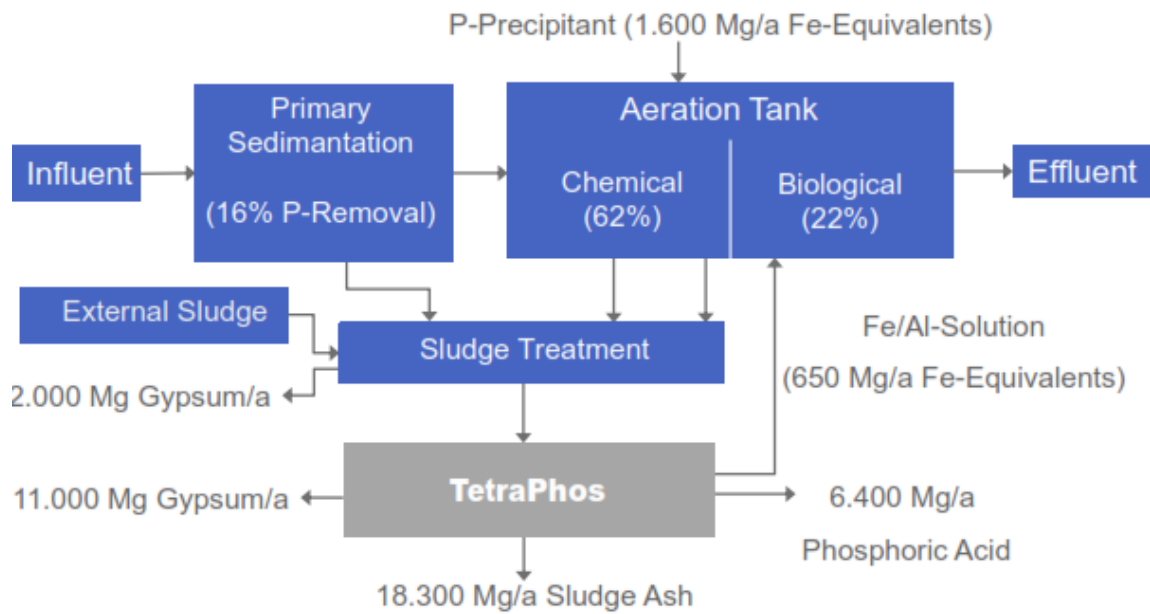 P-Precipitant (1.600 Mg/a Fe-Equivalents)
Influent
Primary
Sedimantation
(16% P-Removal)
Aeration Tank
Chemical
(62%)
Biological
(22%)
Effluent
External Sludge
Sludge Treatment
Fe/Al-Solution
(650 Mg/a Fe-Equivalents)
2.000 Mg Gypsum/a
TetraPhos
11.000 Mg Gypsum/a
6.400 Mg/a
Phosphoric Acid
18.300 Mg/a Sludge Ash